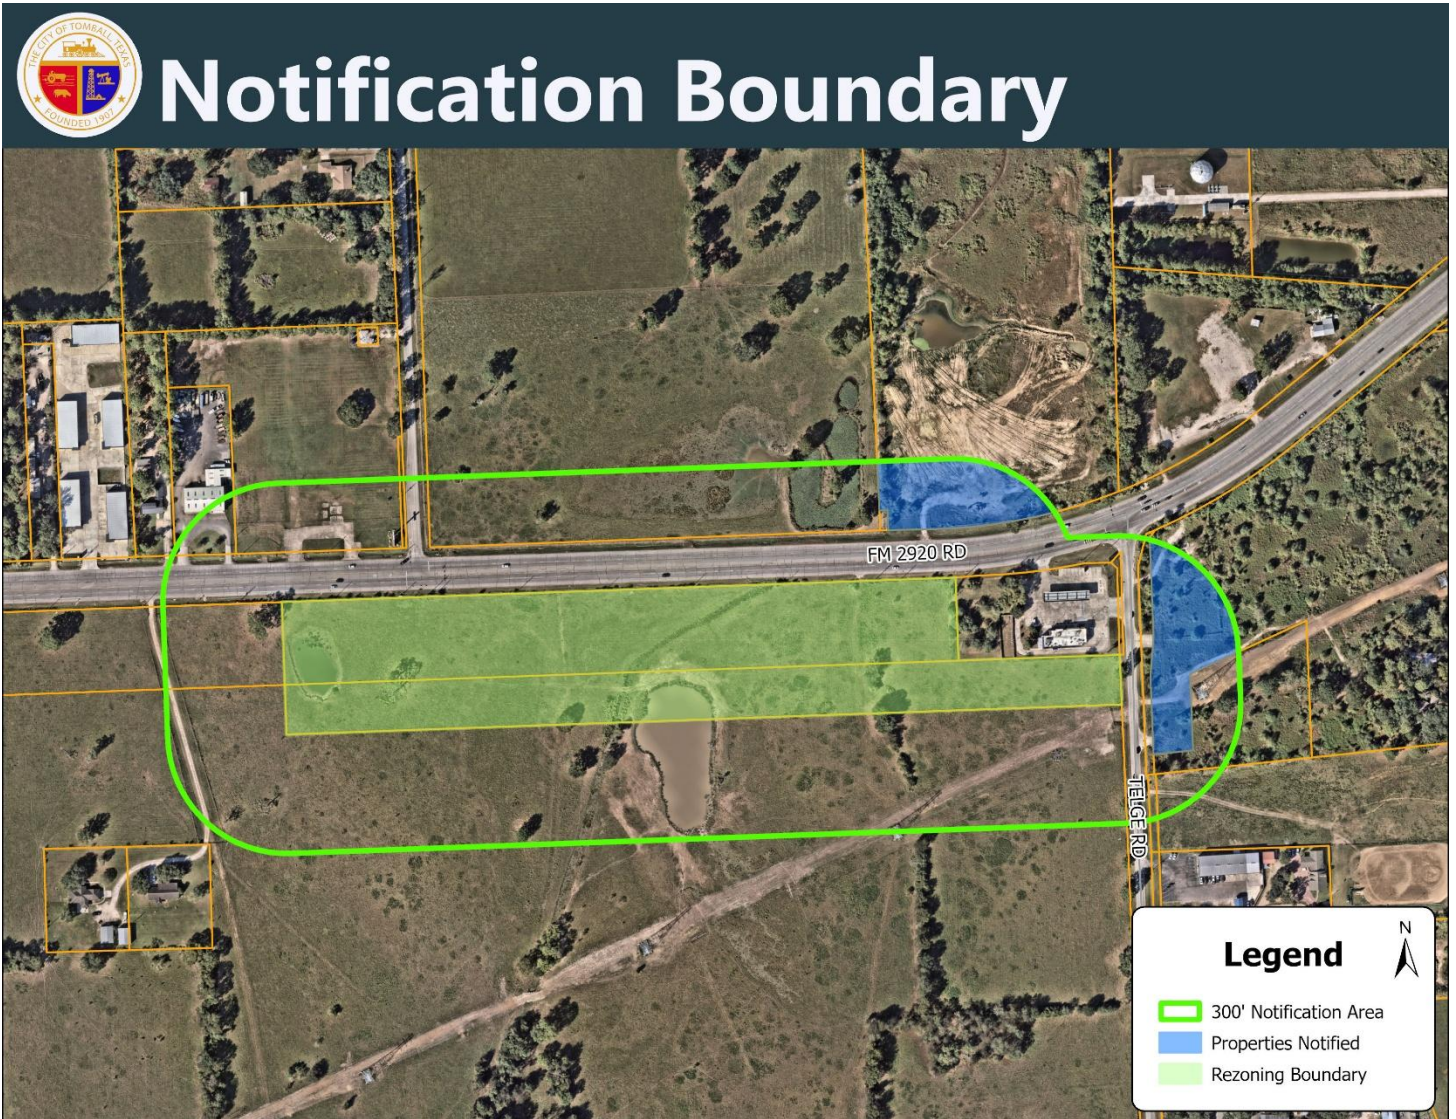 THE CITY OF TOMBALL, TEXAS
FOUNDED 1907
Notification Boundary
FM 2920 RD
TELGE RD
Legend
N
300' Notification Area
Properties Notified
Rezoning Boundary